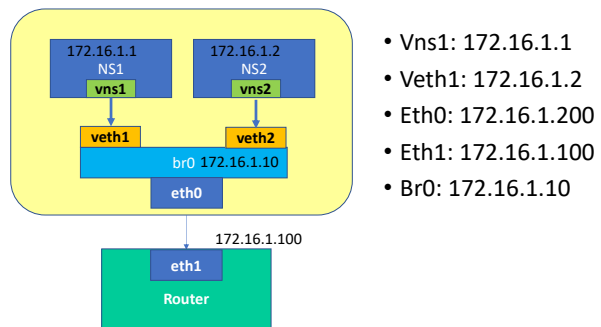 172.16.1.1
NS1
vns1
172.16.1.2
NS2
vns2
veth1
veth2
br0 172.16.1.10
eth0
172.16.1.100
eth1
Router
• Vns1: 172.16.1.1
• Veth1: 172.16.1.2
• Eth0: 172.16.1.200
• Eth1: 172.16.1.100
• Br0: 172.16.1.10